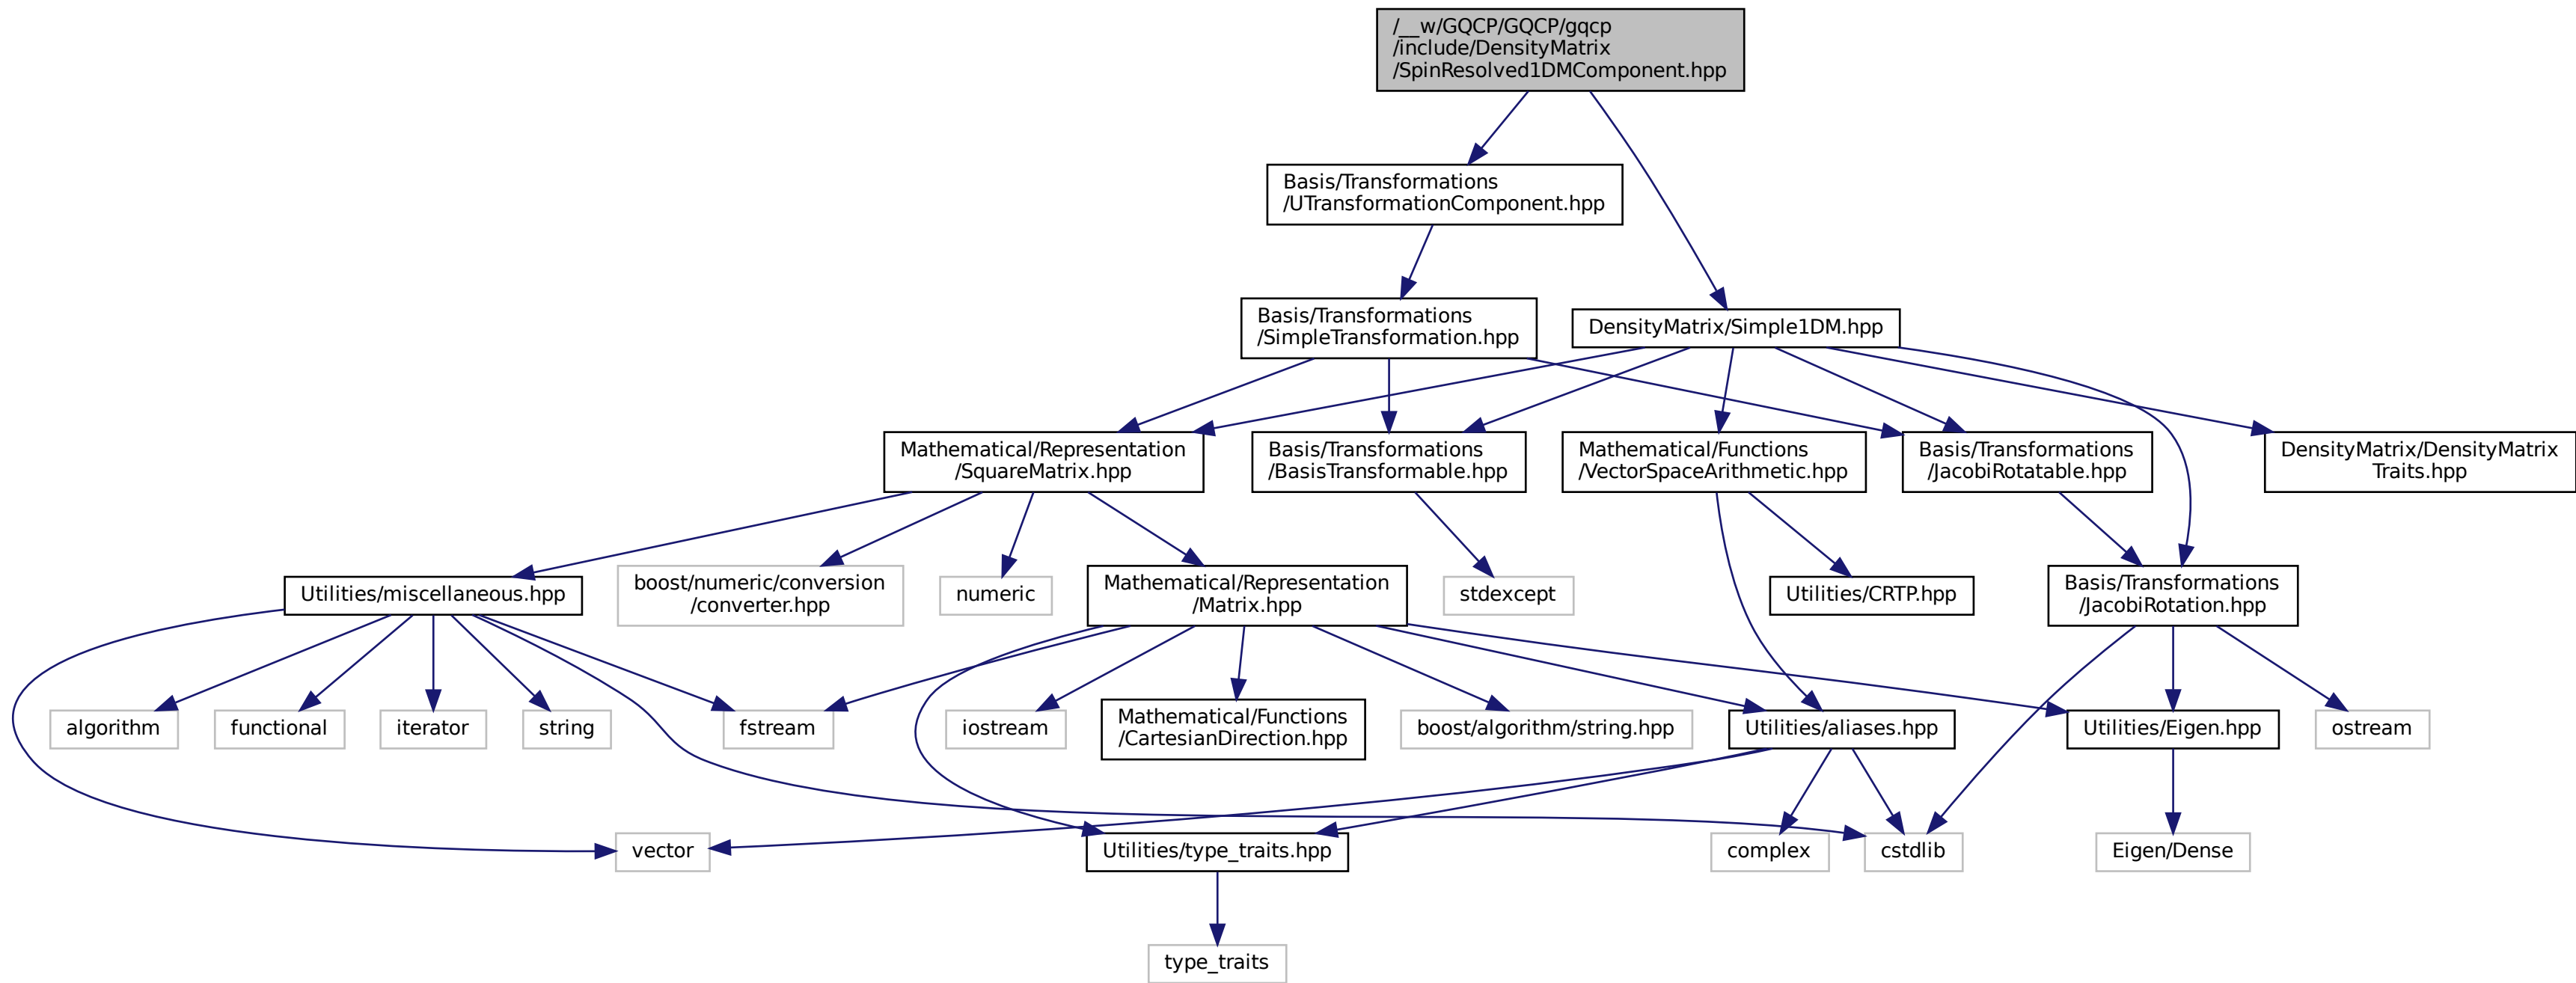 /__w/GQCP/GQCP/gqcp
/include/DensityMatrix
/SpinResolved1DMComponent.hpp
Basis/Transformations
/UTransformationComponent.hpp
Basis/Transformations
/SimpleTransformation.hpp
DensityMatrix/Simple1DM.hpp
Mathematical/Representation
/SquareMatrix.hpp
Basis/Transformations
/BasisTransformable.hpp
Mathematical/Functions
/VectorSpaceArithmetic.hpp
Basis/Transformations
/JacobiRotatable.hpp
DensityMatrix/DensityMatrix
Traits.hpp
Utilities/miscellaneous.hpp
boost/numeric/conversion
/converter.hpp
numeric
Mathematical/Representation
/Matrix.hpp
stdexcept
Utilities/CRTP.hpp
Basis/Transformations
/JacobiRotation.hpp
algorithm
functional
iterator
string
fstream
iostream
Mathematical/Functions
/CartesianDirection.hpp
boost/algorithm/string.hpp
Utilities/aliases.hpp
Utilities/Eigen.hpp
ostream
vector
Utilities/type_traits.hpp
complex
cstdlib
Eigen/Dense
type_traits